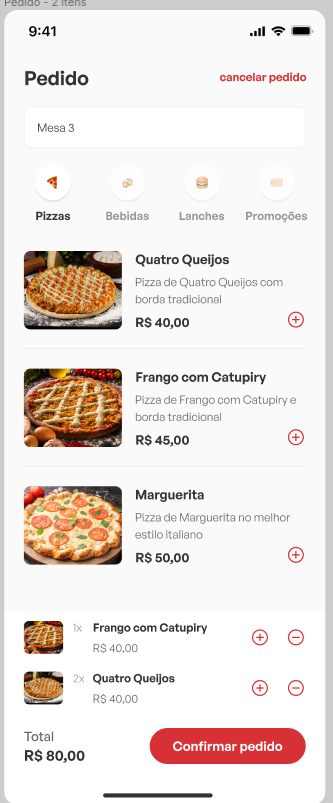 Pedido - 2 itens
9:41
Pedido
cancelar pedido
Mesa 3
Pizzas
Bebidas
Lanches
Promoções
Quatro Queijos
Pizza de Quatro Queijos com
borda tradicional
R$ 40,00
Frango com Catupiry
Pizza de Frango com Catupiry e
borda tradicional
R$ 45,00
Marguerita
Pizza de Marguerita no melhor
estilo italiano
R$ 50,00
1x Frango com Catupiry
R$ 40,00
2x Quatro Queijos
R$ 40,00
Total
R$ 80,00
Confirmar pedido